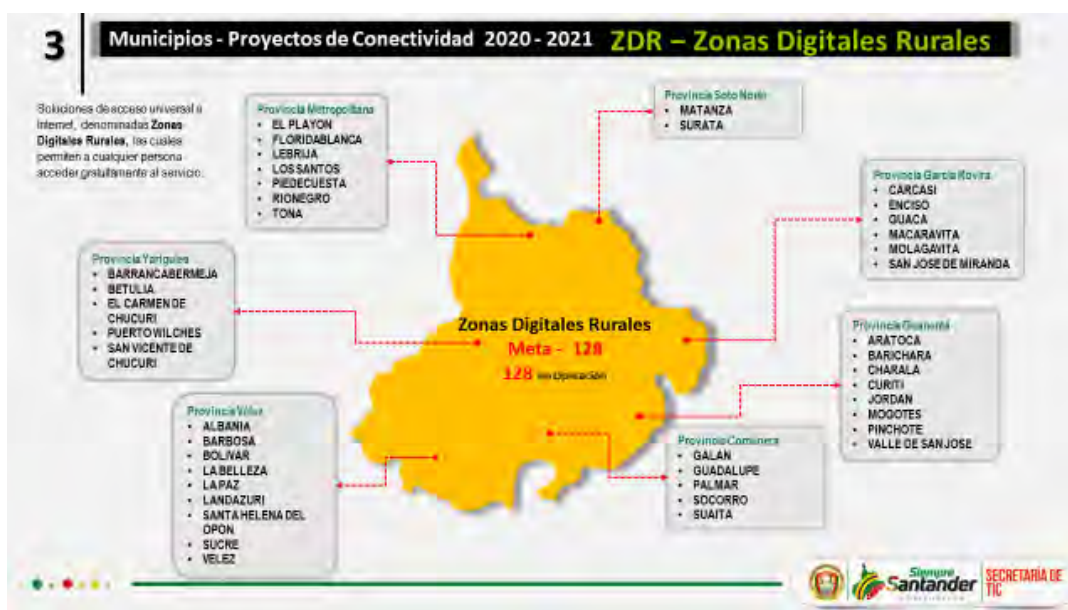 3
Municipios - Proyectos de Conectividad 2020 - 2021 ZDR – Zonas Digitales Rurales
Soluciones de acceso universal a
Internet, denominadas Zonas
Digitales Rurales, las cuales
permiten a cualquier persona
acceder gratuitamente al servicio.
Provincia Metropolitana
• EL PLAYON
• FLORIDABLANCA
• LEBRIJA
• LOS SANTOS
• PIEDECUESTA
• RIONEGRO
• TONA
Provincia Soto Norte
• MATANZA
• SURATA
Provincia García Rovira
• CARCASI
• ENCISO
• GUACA
• MACARAVITA
• MOLAGAVITA
• SAN JOSE DE MIRANDA
Provincia Yariguies
• BARRANCABERMEJA
• BETULIA
• EL CARMEN DE
CHUCURI
• PUERTO WILCHES
• SAN VICENTE DE
CHUCURI
Zonas Digitales Rurales
Meta - 128
128 en Operación
Provincia Guanentá
• ARATOCA
• BARICHARA
• CHARALA
• CURITI
• JORDAN
• MOGOTES
• PINCHOTE
• VALLE DE SAN JOSE
Provincia Vélez
• ALBANIA
• BARBOSA
• BOLIVAR
• LA BELLEZA
• LA PAZ
• LANDAZURI
• SANTA HELENA DEL
OPON
• SUCRE
• VELEZ
Provincia Comunera
• GALAN
• GUADALUPE
• PALMAR
• SOCORRO
• SUAITA
Siempre
Santander
SECRETARÍA DE
TIC